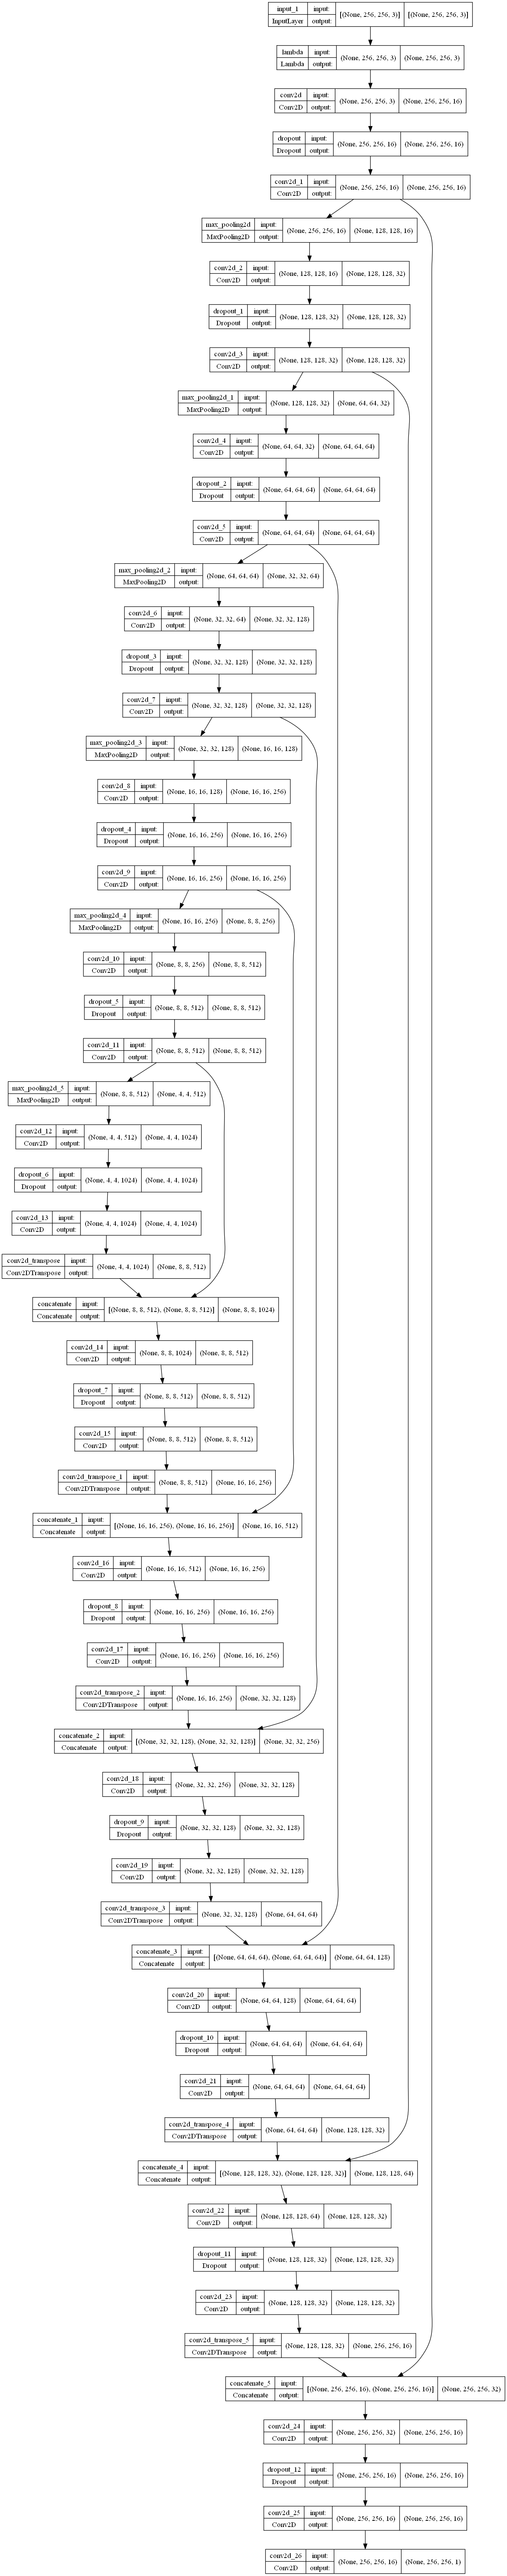 input_1 input: [(None, 256, 256, 3)] [(None, 256, 256, 3)]
InputLayer output:
lambda input: (None, 256, 256, 3) (None, 256, 256, 3)
Lambda output:
conv2d input: (None, 256, 256, 3) (None, 256, 256, 16)
Conv2D output:
dropout input: (None, 256, 256, 16) (None, 256, 256, 16)
Dropout output:
conv2d_1 input: (None, 256, 256, 16) (None, 256, 256, 16)
Conv2D output:
max_pooling2d input: (None, 256, 256, 16) (None, 128, 128, 16)
MaxPooling2D output:
conv2d_2 input: (None, 128, 128, 16) (None, 128, 128, 32)
Conv2D output:
dropout_1 input: (None, 128, 128, 32) (None, 128, 128, 32)
Dropout output:
conv2d_3 input: (None, 128, 128, 32) (None, 128, 128, 32)
Conv2D output:
max_pooling2d_1 input: (None, 128, 128, 32) (None, 64, 64, 32)
MaxPooling2D output:
conv2d_4 input: (None, 64, 64, 32) (None, 64, 64, 64)
Conv2D output:
dropout_2 input: (None, 64, 64, 64) (None, 64, 64, 64)
Dropout output:
conv2d_5 input: (None, 64, 64, 64) (None, 64, 64, 64)
Conv2D output:
max_pooling2d_2 input: (None, 64, 64, 64) (None, 32, 32, 64)
MaxPooling2D output:
conv2d_6 input: (None, 32, 32, 64) (None, 32, 32, 128)
Conv2D output:
dropout_3 input: (None, 32, 32, 128) (None, 32, 32, 128)
Dropout output:
conv2d_7 input: (None, 32, 32, 128) (None, 32, 32, 128)
Conv2D output:
max_pooling2d_3 input: (None, 32, 32, 128) (None, 16, 16, 128)
MaxPooling2D output:
conv2d_8 input: (None, 16, 16, 128) (None, 16, 16, 256)
Conv2D output:
dropout_4 input: (None, 16, 16, 256) (None, 16, 16, 256)
Dropout output:
conv2d_9 input: (None, 16, 16, 256) (None, 16, 16, 256)
Conv2D output:
max_pooling2d_4 input: (None, 16, 16, 256) (None, 8, 8, 256)
MaxPooling2D output:
conv2d_10 input: (None, 8, 8, 256) (None, 8, 8, 512)
Conv2D output:
dropout_5 input: (None, 8, 8, 512) (None, 8, 8, 512)
Dropout output:
conv2d_11 input: (None, 8, 8, 512) (None, 8, 8, 512)
Conv2D output:
max_pooling2d_5 input: (None, 8, 8, 512) (None, 4, 4, 512)
MaxPooling2D output:
conv2d_12 input: (None, 4, 4, 512) (None, 4, 4, 1024)
Conv2D output:
dropout_6 input: (None, 4, 4, 1024) (None, 4, 4, 1024)
Dropout output:
conv2d_13 input: (None, 4, 4, 1024) (None, 4, 4, 1024)
Conv2D output:
conv2d_transpose input: (None, 4, 4, 1024) (None, 8, 8, 512)
Conv2DTranspose output:
concatenate input: [(None, 8, 8, 512), (None, 8, 8, 512)] (None, 8, 8, 1024)
Concatenate output:
conv2d_14 input: (None, 8, 8, 1024) (None, 8, 8, 512)
Conv2D output:
dropout_7 input: (None, 8, 8, 512) (None, 8, 8, 512)
Dropout output:
conv2d_15 input: (None, 8, 8, 512) (None, 8, 8, 512)
Conv2D output:
conv2d_transpose_1 input: (None, 8, 8, 512) (None, 16, 16, 256)
Conv2DTranspose output:
concatenate_1 input: [(None, 16, 16, 256), (None, 16, 16, 256)] (None, 16, 16, 512)
Concatenate output:
conv2d_16 input: (None, 16, 16, 512) (None, 16, 16, 256)
Conv2D output:
dropout_8 input: (None, 16, 16, 256) (None, 16, 16, 256)
Dropout output:
conv2d_17 input: (None, 16, 16, 256) (None, 16, 16, 256)
Conv2D output:
conv2d_transpose_2 input: (None, 16, 16, 256) (None, 32, 32, 128)
Conv2DTranspose output:
concatenate_2 input: [(None, 32, 32, 128), (None, 32, 32, 128)] (None, 32, 32, 256)
Concatenate output:
conv2d_18 input: (None, 32, 32, 256) (None, 32, 32, 128)
Conv2D output:
dropout_9 input: (None, 32, 32, 128) (None, 32, 32, 128)
Dropout output:
conv2d_19 input: (None, 32, 32, 128) (None, 32, 32, 128)
Conv2D output:
conv2d_transpose_3 input: (None, 32, 32, 128) (None, 64, 64, 64)
Conv2DTranspose output:
concatenate_3 input: [(None, 64, 64, 64), (None, 64, 64, 64)] (None, 64, 64, 128)
Concatenate output:
conv2d_20 input: (None, 64, 64, 128) (None, 64, 64, 64)
Conv2D output:
dropout_10 input: (None, 64, 64, 64) (None, 64, 64, 64)
Dropout output:
conv2d_21 input: (None, 64, 64, 64) (None, 64, 64, 64)
Conv2D output:
conv2d_transpose_4 input: (None, 64, 64, 64) (None, 128, 128, 32)
Conv2DTranspose output:
concatenate_4 input: [(None, 128, 128, 32), (None, 128, 128, 32)] (None, 128, 128, 64)
Concatenate output:
conv2d_22 input: (None, 128, 128, 64) (None, 128, 128, 32)
Conv2D output:
dropout_11 input: (None, 128, 128, 32) (None, 128, 128, 32)
Dropout output:
conv2d_23 input: (None, 128, 128, 32) (None, 128, 128, 32)
Conv2D output:
conv2d_transpose_5 input: (None, 128, 128, 32) (None, 256, 256, 16)
Conv2DTranspose output:
concatenate_5 input: [(None, 256, 256, 16), (None, 256, 256, 16)] (None, 256, 256, 32)
Concatenate output:
conv2d_24 input: (None, 256, 256, 32) (None, 256, 256, 16)
Conv2D output:
dropout_12 input: (None, 256, 256, 16) (None, 256, 256, 16)
Dropout output:
conv2d_25 input: (None, 256, 256, 16) (None, 256, 256, 16)
Conv2D output:
conv2d_26 input: (None, 256, 256, 16) (None, 256, 256, 1)
Conv2D output: